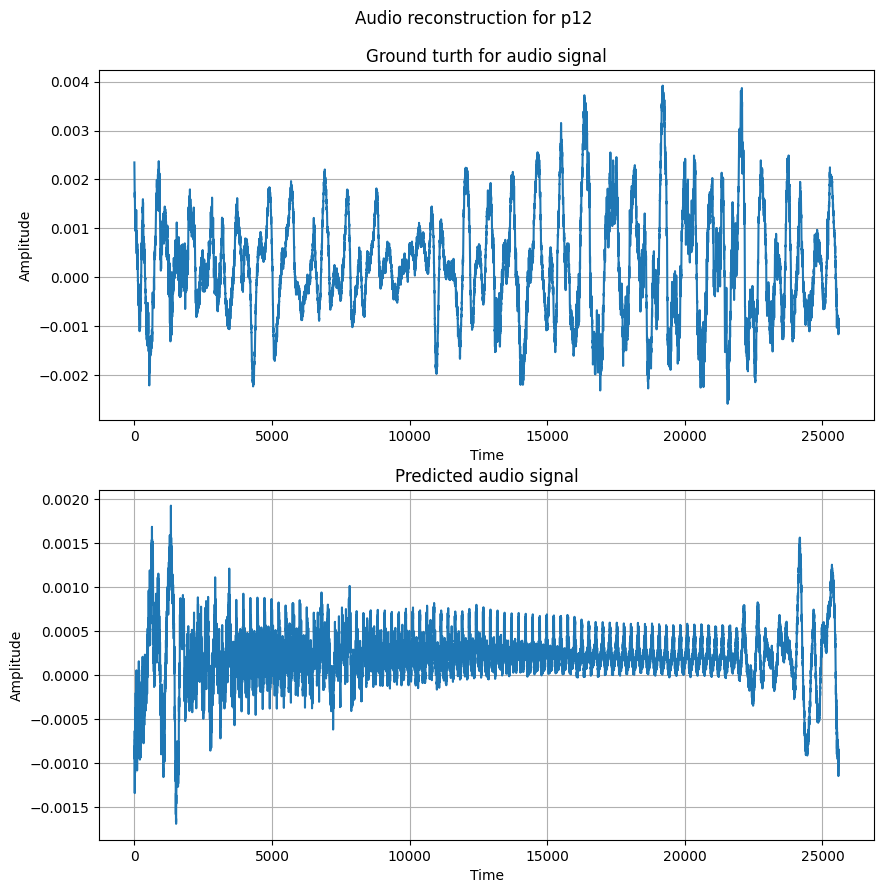 Audio reconstruction for p12
Ground turth for audio signal
0.004
0.003
0.002
0.001
0.000
−0.001
−0.002
Amplitude
0 5000 10000 15000 20000 25000
Time
Predicted audio signal
0.0020
0.0015
0.0010
0.0005
0.0000
−0.0005
−0.0010
−0.0015
Amplitude
0 5000 10000 15000 20000 25000
Time